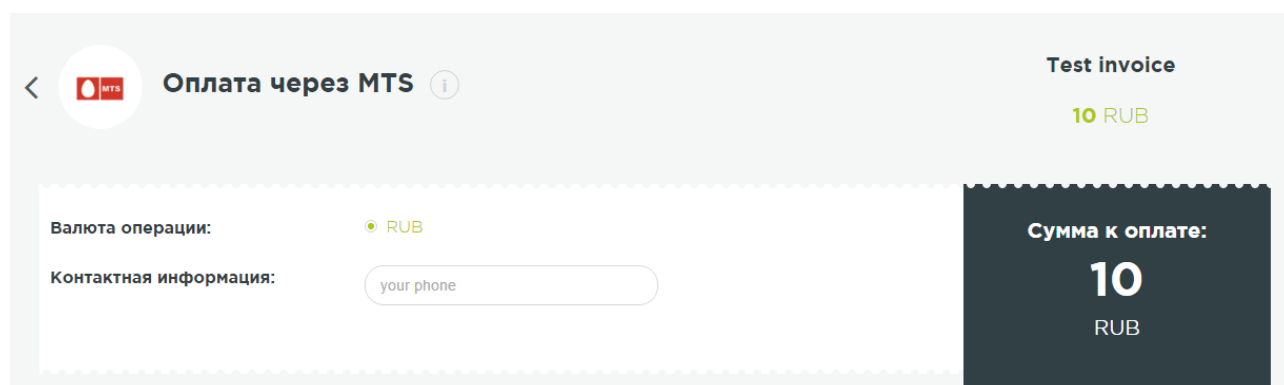 MTS
Оплата через MTS
i
Test invoice
10 RUB
Валюта операции:
RUB
Контактная информация:
your phone
Сумма к оплате:
10
RUB